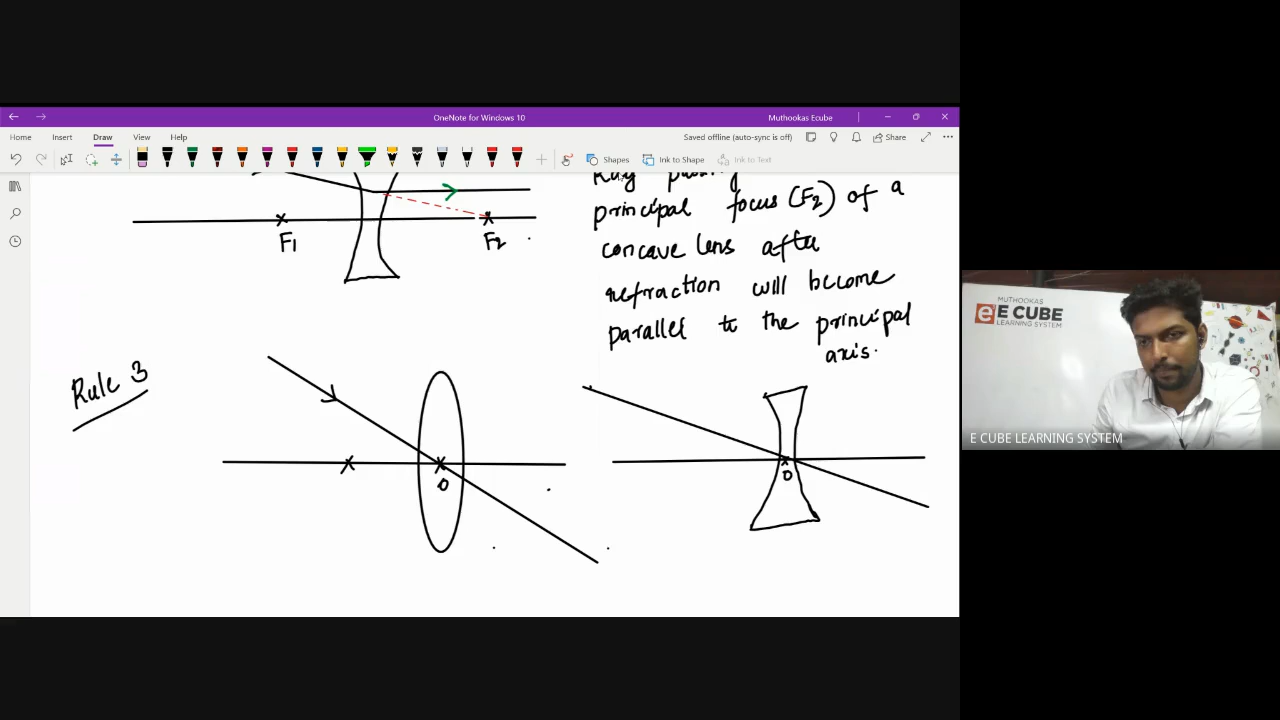 OneNote for Windows 10
Muthookas Ecube
Home Insert Draw View Help
Saved offline (auto-sync is off)
Share
Shapes
Ink to Shape
Ink to Text
Ray passing
principal focus (F2) of a
concave lens after
refraction will become
parallel to the principal
axis.
F1
F2
Rule 3
O
O
MUTHOOKAS
E CUBE
LEARNING SYSTEM
E CUBE LEARNING SYSTEM